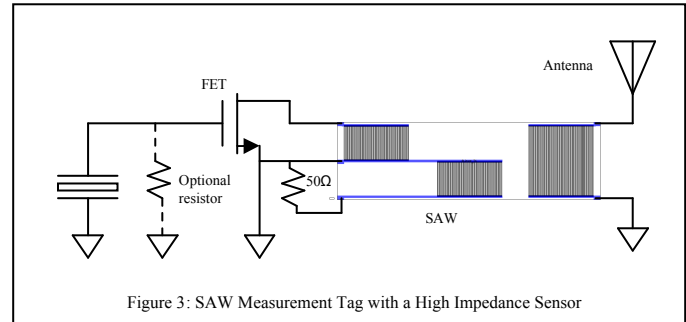 Antenna
FET
Optional
resistor
50Ω
SAW
Figure 3: SAW Measurement Tag with a High Impedance Sensor